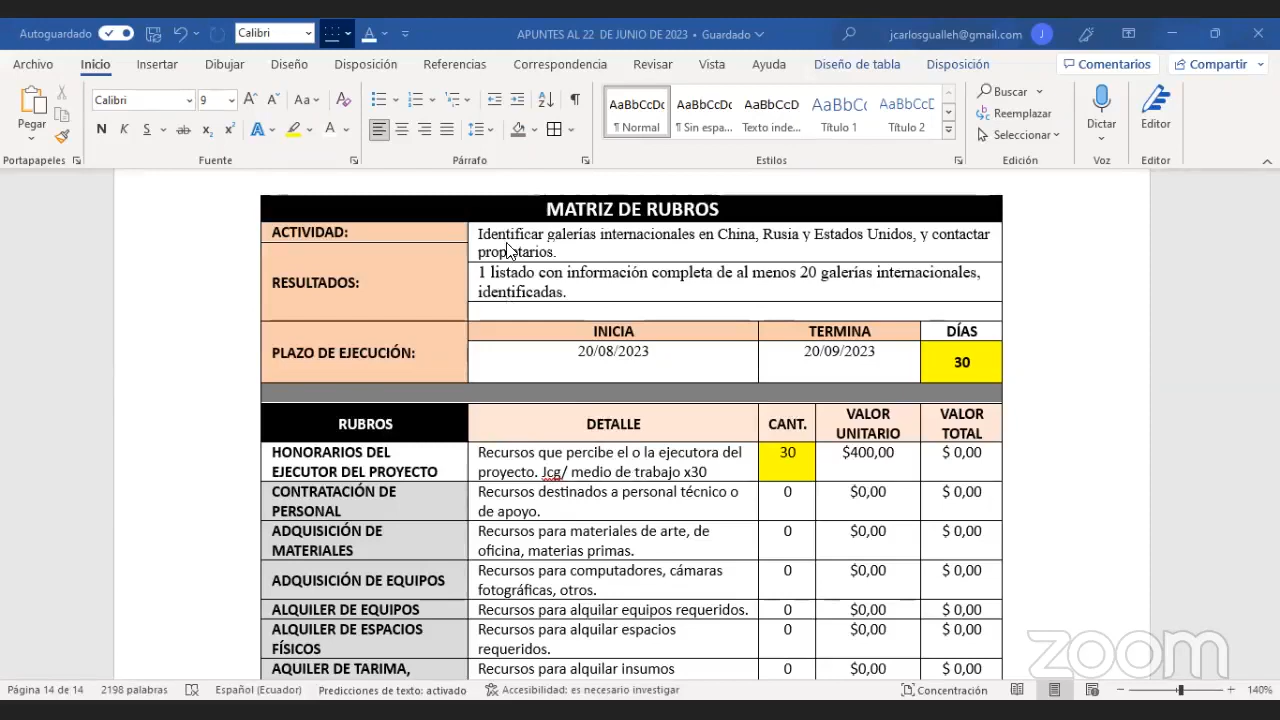 Autoguardado
Calibri
APUNTES AL 22 DE JUNIO DE 2023 • Guardado
jcarlosgualleh@gmail.com
J
Archivo Inicio Insertar Dibujar Diseño Disposición Referencias Correspondencia Revisar Vista Ayuda Diseño de tabla Disposición Comentarios Compartir
Pegar
Calibri 9
N K S ab x₂ x² A A
Aa
AaBbCcDc AaBbCcD AaBbCcD AaBbCc AaBbCcD
¶ Normal ¶ Sin espa... Texto inde... Título 1 Título 2
Buscar
Reemplazar
Seleccionar
Dictar
Editor
Portapapeles Fuente Párrafo Estilos Edición Voz Editor
MATRIZ DE RUBROS
ACTIVIDAD:
Identificar galerías internacionales en China, Rusia y Estados Unidos, y contactar
propietarios.
RESULTADOS:
1 listado con información completa de al menos 20 galerías internacionales,
identificadas.
PLAZO DE EJECUCIÓN:
INICIA TERMINA DÍAS
20/08/2023 20/09/2023 30
RUBROS DETALLE CANT. VALOR UNITARIO VALOR TOTAL
HONORARIOS DEL Recursos que percibe el o la ejecutora del 30 $400,00 $ 0,00
EJECUTOR DEL PROYECTO proyecto. Jcg/ medio de trabajo x30
CONTRATACIÓN DE Recursos destinados a personal técnico o 0 $0,00 $ 0,00
PERSONAL de apoyo.
ADQUISICIÓN DE Recursos para materiales de arte, de 0 $0,00 $ 0,00
MATERIALES oficina, materias primas.
ADQUISICIÓN DE EQUIPOS Recursos para computadores, cámaras 0 $0,00 $ 0,00
fotográficas, otros.
ALQUILER DE EQUIPOS Recursos para alquilar equipos requeridos. 0 $0,00 $ 0,00
ALQUILER DE ESPACIOS Recursos para alquilar espacios 0 $0,00 $ 0,00
FÍSICOS requeridos.
AQUILER DE TARIMA, Recursos para alquilar insumos 0 $0,00 $ 0,00
zoom
Página 14 de 14 2198 palabras Español (Ecuador) Predicciones de texto: activado Accesibilidad: es necesario investigar Concentración 140%